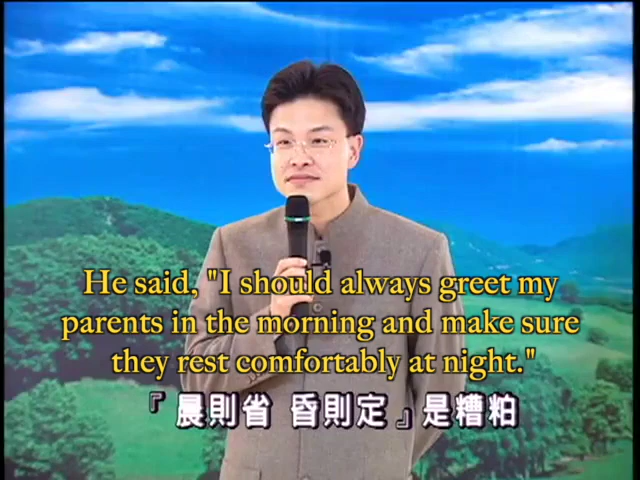 He said, "I should always greet my
parents in the morning and make sure
they rest comfortably at night."
『晨則省 昏則定』是糟粕